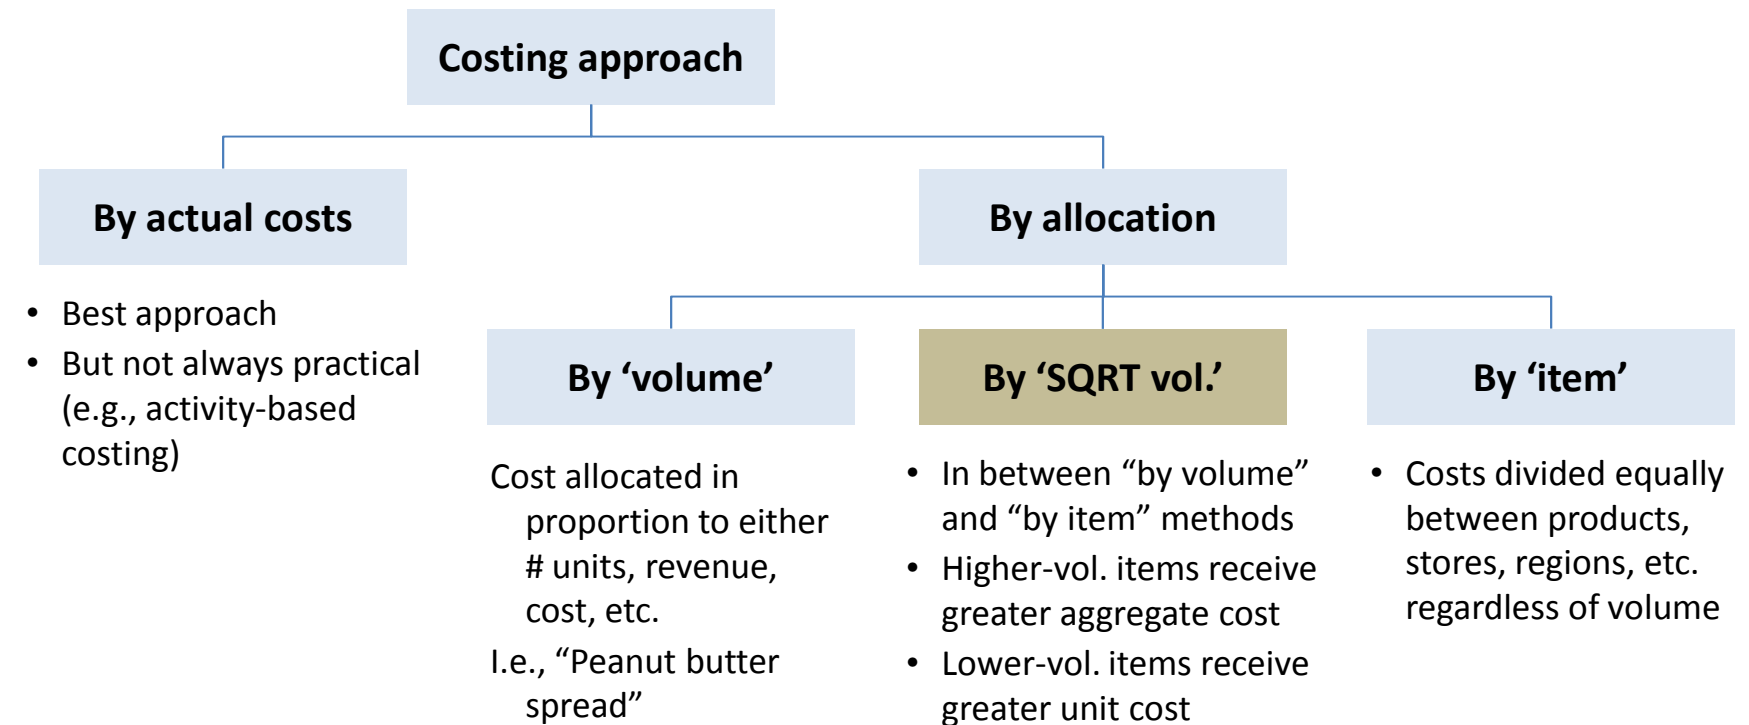 Costing approach
By actual costs
By allocation
• Best approach
• But not always practical
(e.g., activity-based
costing)
By ‘volume’
By ‘SQRT vol.’
By ‘item’
Cost allocated in
proportion to either
# units, revenue,
cost, etc.
I.e., “Peanut butter
spread”
• In between “by volume”
and “by item” methods
• Higher-vol. items receive
greater aggregate cost
• Lower-vol. items receive
greater unit cost
• Costs divided equally
between products,
stores, regions, etc.
regardless of volume